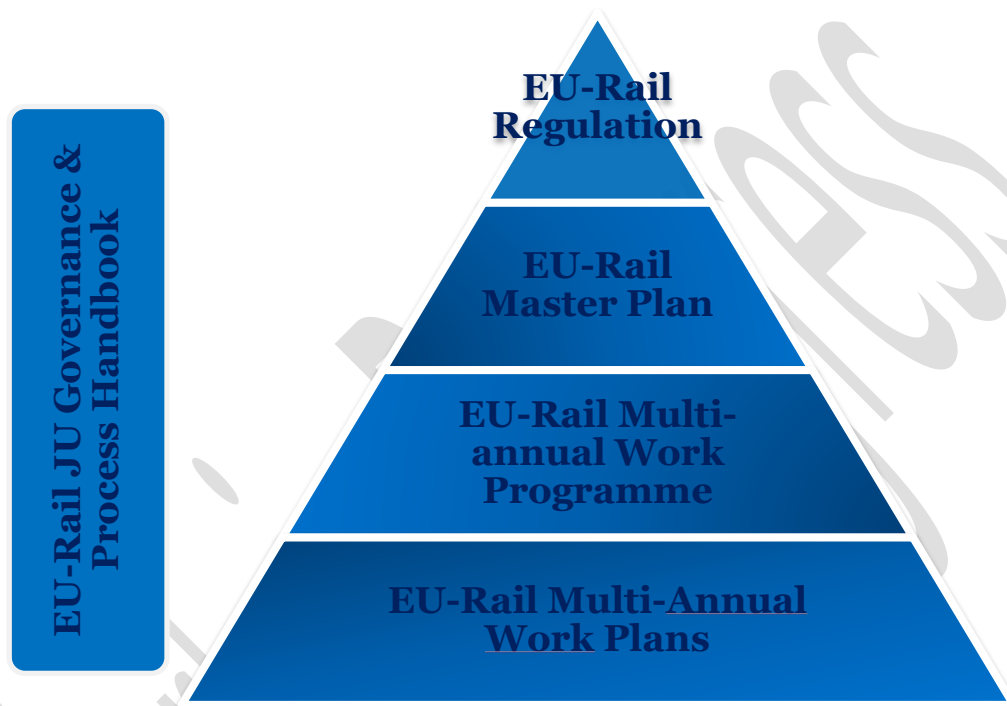 EU-Rail JU Governance &
Process Handbook
EU-Rail
Regulation
EU-Rail
Master Plan
EU-Rail Multi-
annual Work
Programme
EU-Rail Multi-Annual
Work Plans